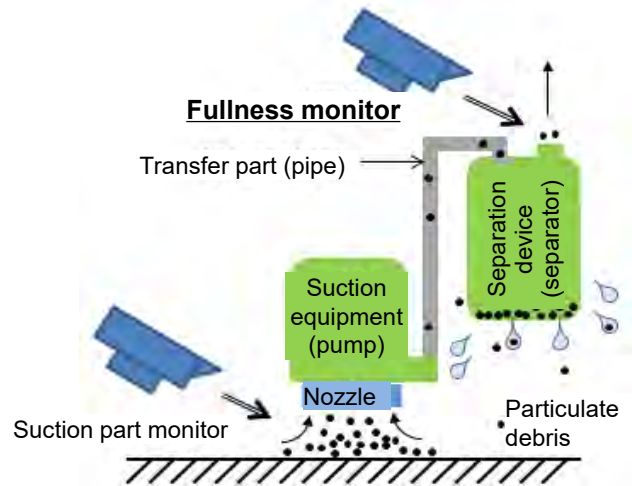 Fullness monitor
Transfer part (pipe)
Separation
device
(separator)
Suction
equipment
(pump)
Nozzle
Suction part monitor
Particulate
debris